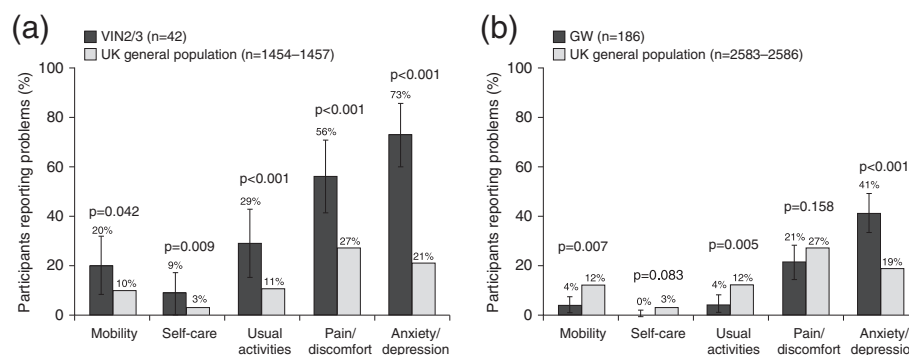 (a)
VIN2/3 (n=42)
UK general population (n=1454–1457)
Participants reporting problems (%)
100
80
60
40
20
0
p=0.042
20%
10%
p=0.009
9%
3%
p<0.001
29%
11%
p<0.001
56%
27%
p<0.001
73%
21%
Mobility
Self-care
Usual
activities
Pain/
discomfort
Anxiety/
depression
(b)
GW (n=186)
UK general population (n=2583–2586)
Participants reporting problems (%)
100
80
60
40
20
0
p=0.007
4%
12%
p=0.083
0%
3%
p=0.005
4%
12%
p=0.158
21%
27%
p<0.001
41%
19%
Mobility
Self-care
Usual
activities
Pain/
discomfort
Anxiety/
depression